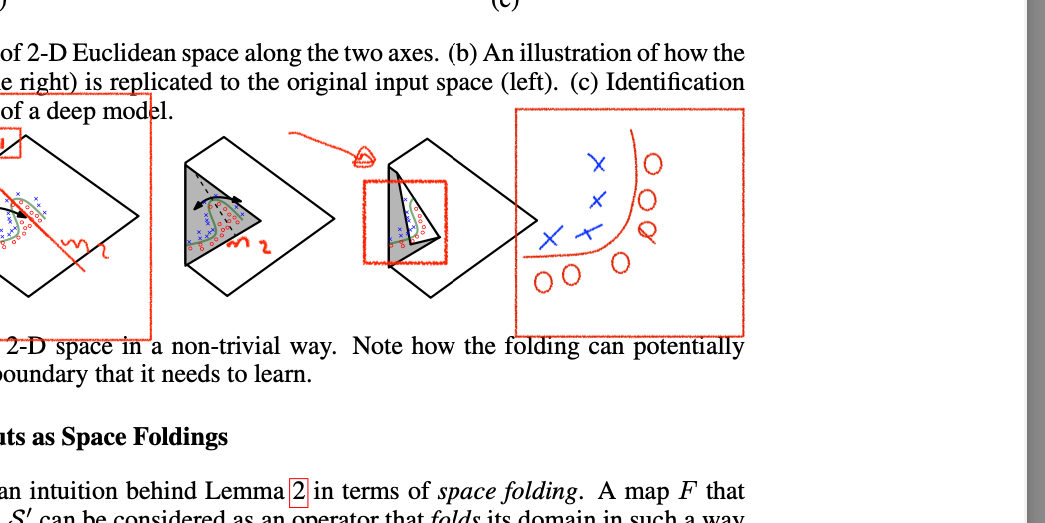 (c)
of 2-D Euclidean space along the two axes. (b) An illustration of how the
e right) is replicated to the original input space (left). (c) Identification
of a deep model.
m 2
m 2
2-D space in a non-trivial way. Note how the folding can potentially
oundary that it needs to learn.
uts as Space Foldings
an intuition behind Lemma 2 in terms of space folding. A map F that
S′ can be considered as an operator that folds its domain in such a way